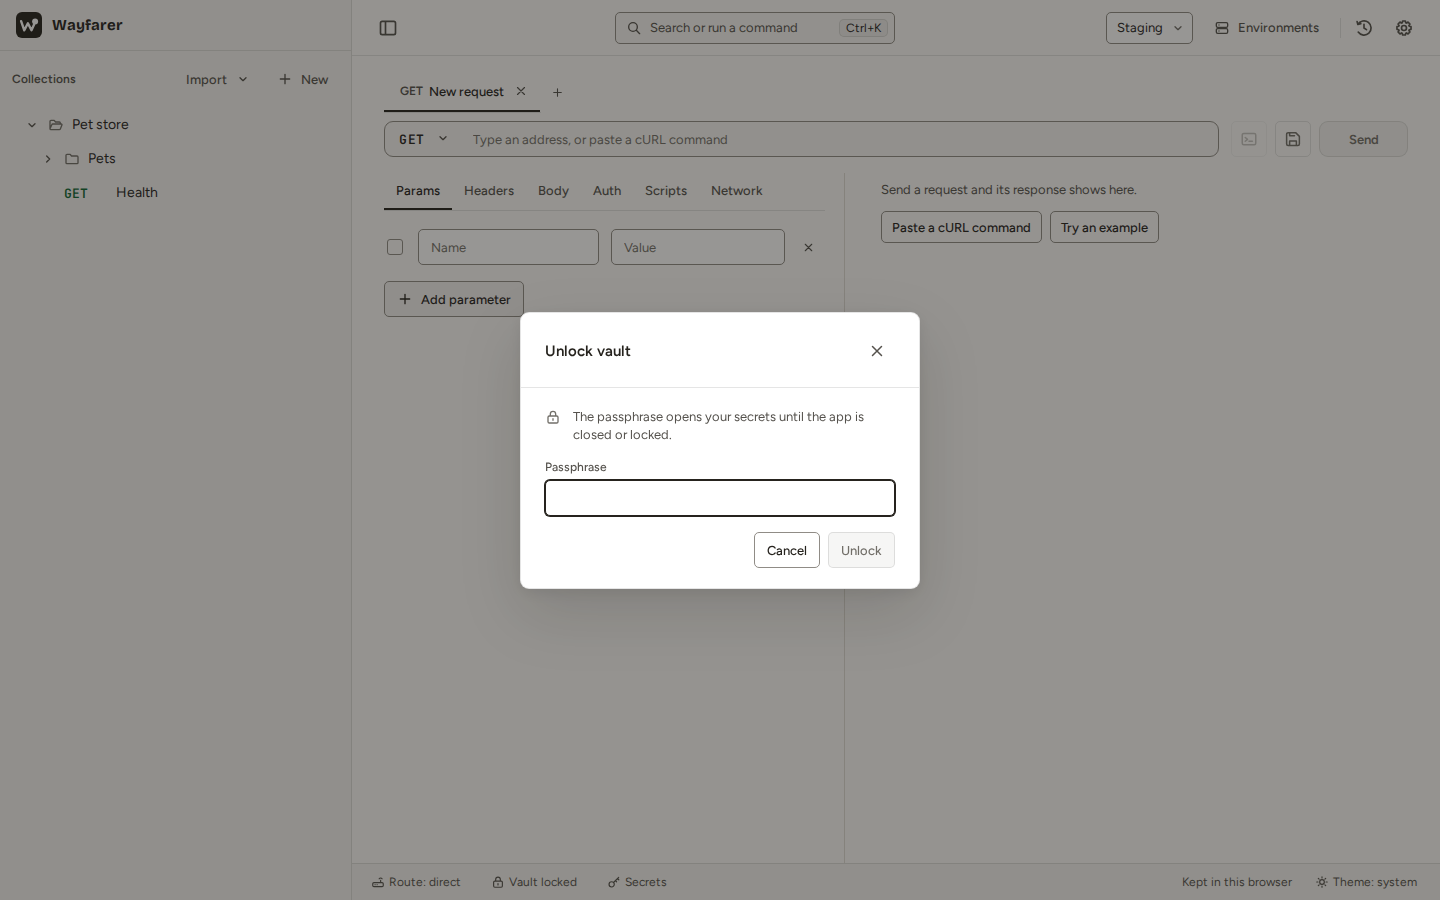 Wayfarer
Search or run a command
Ctrl+K
Staging
Environments
Collections
Import
New
GET New request
Pet store
GET
Type an address, or paste a cURL command
Send
Pets
GET Health
Params
Headers
Body
Auth
Scripts
Network
Send a request and its response shows here.
Paste a cURL command
Try an example
Name
Value
Add parameter
Unlock vault
The passphrase opens your secrets until the app is
closed or locked.
Passphrase
Cancel
Unlock
Route: direct
Vault locked
Secrets
Kept in this browser
Theme: system